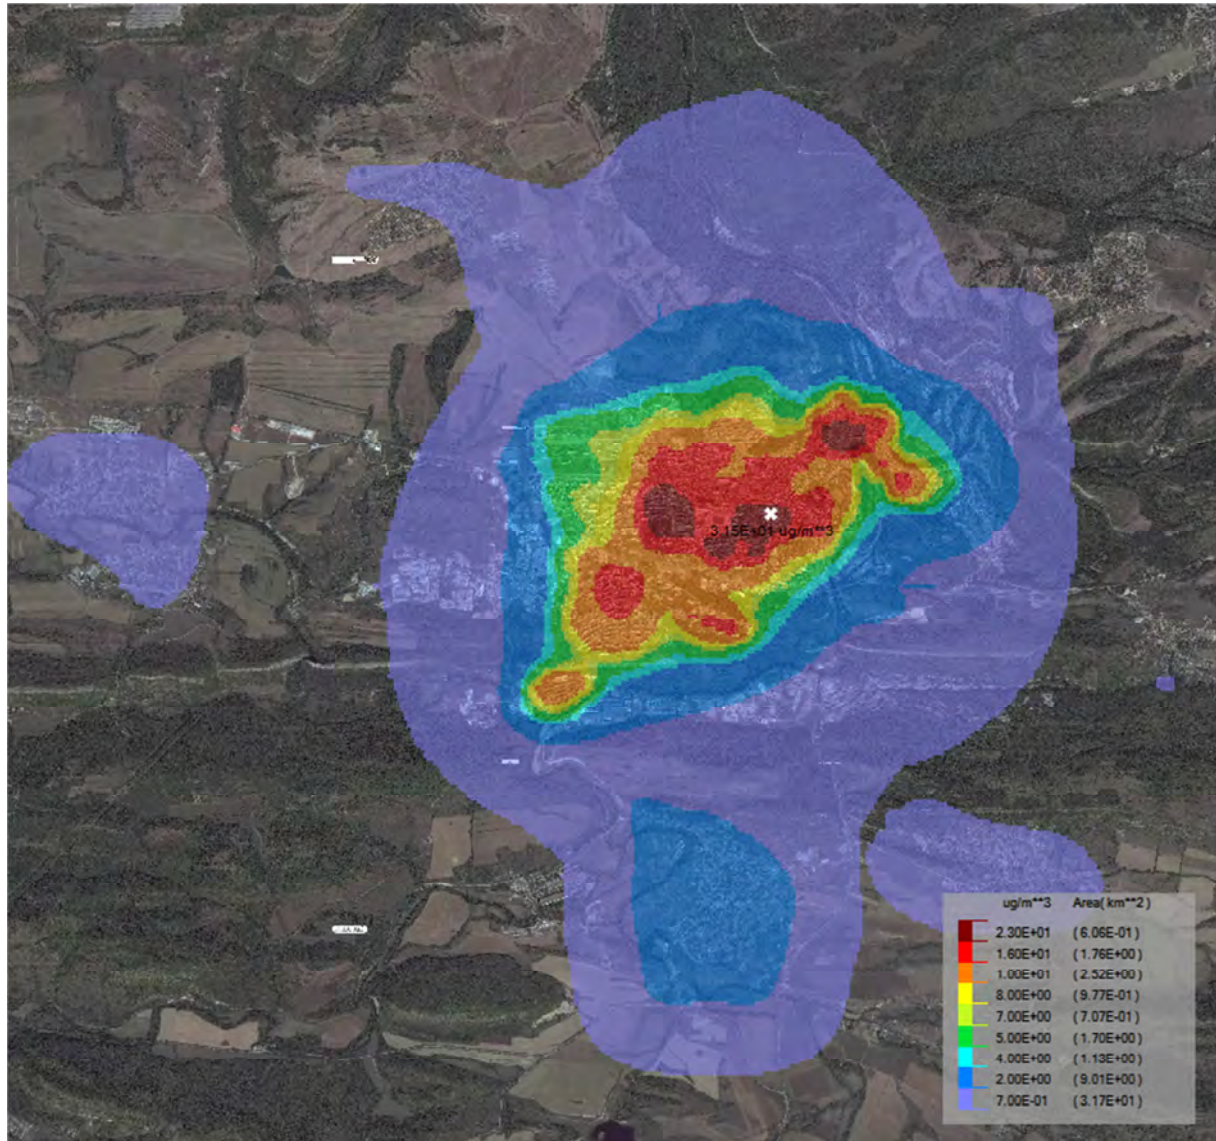 3.15E+01 ug/m**3
ug/m**3 Area(km**2)
2.30E+01 (6.06E-01)
1.60E+01 (1.76E+00)
1.00E+01 (2.52E+00)
8.00E+00 (9.77E-01)
7.00E+00 (7.07E-01)
5.00E+00 (1.70E+00)
4.00E+00 (1.13E+00)
2.00E+00 (9.01E+00)
7.00E-01 (3.17E+01)